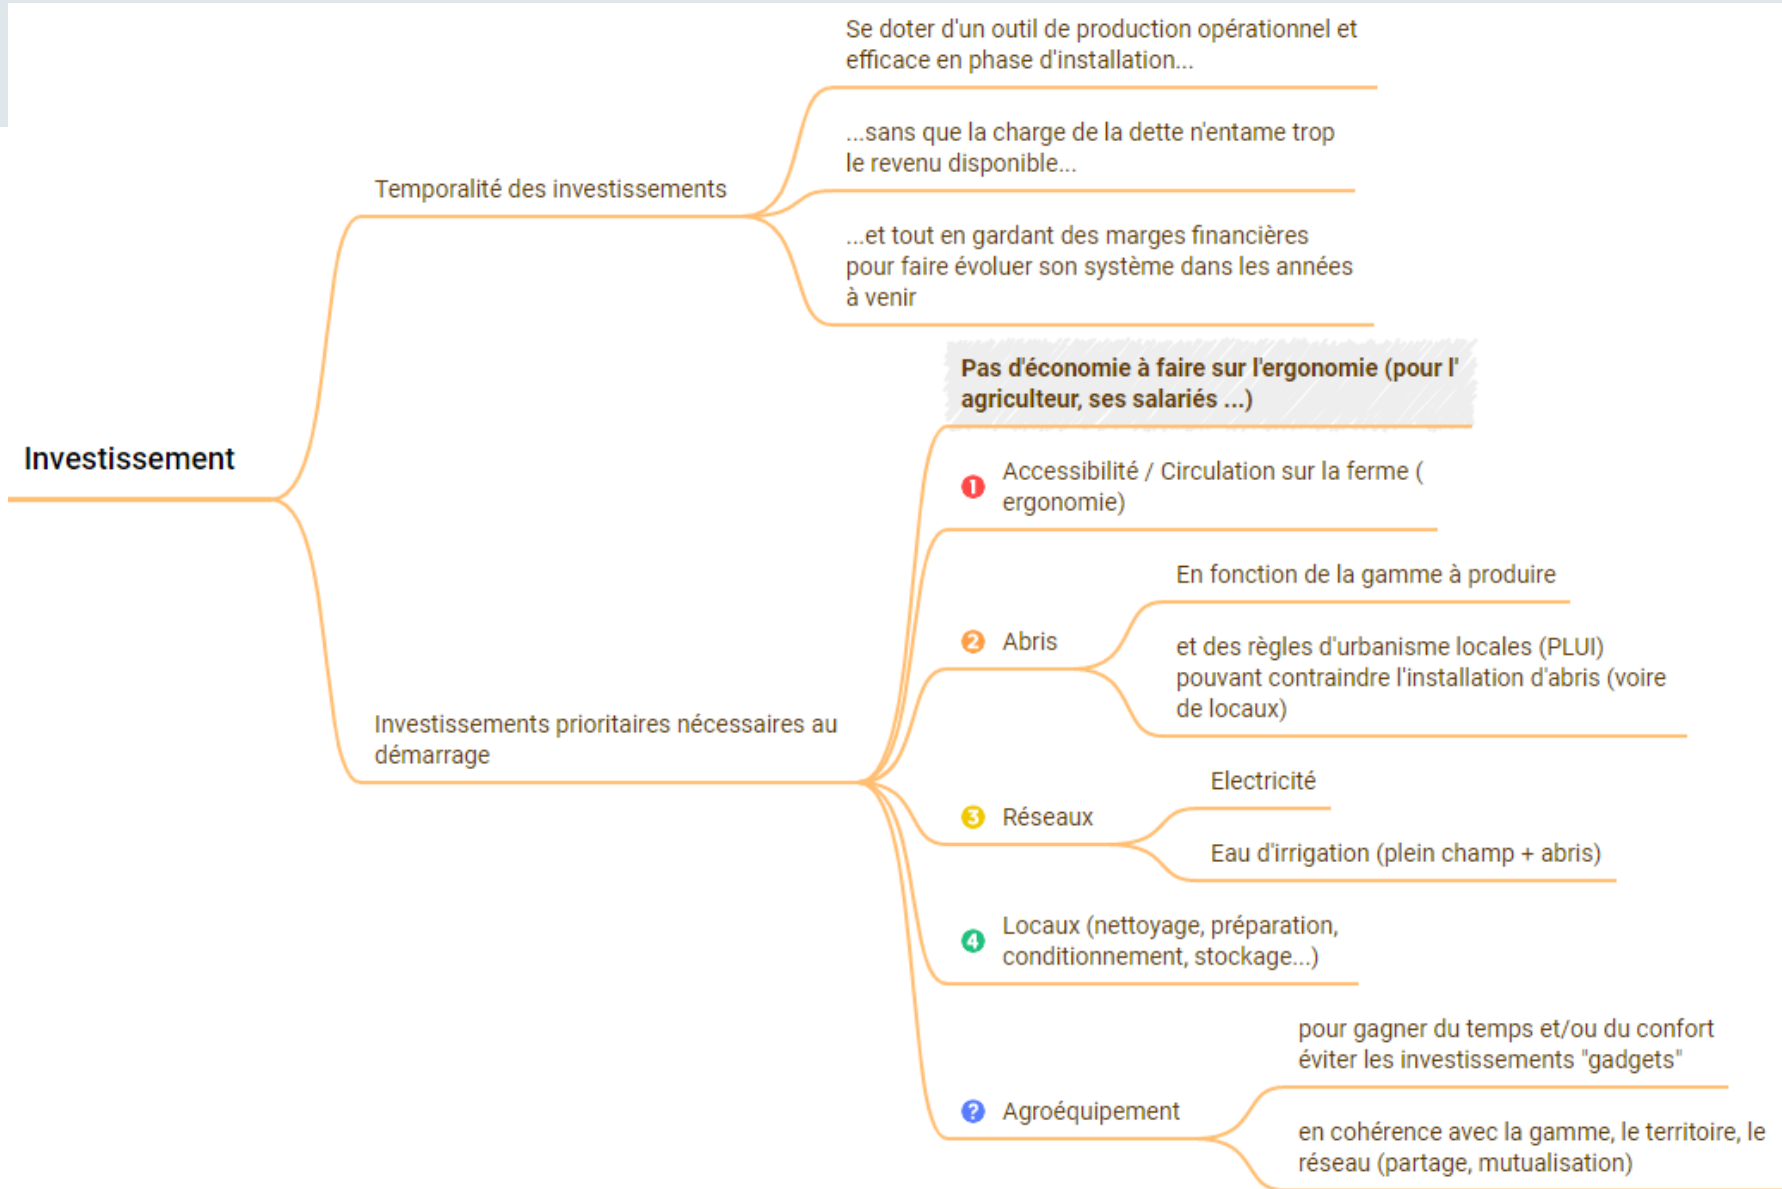 Investissement
Temporalité des investissements
Se doter d'un outil de production opérationnel et
efficace en phase d'installation...
...sans que la charge de la dette n'entame trop
le revenu disponible...
...et tout en gardant des marges financières
pour faire évoluer son système dans les années
à venir
Investissements prioritaires nécessaires au
démarrage
Pas d'économie à faire sur l'ergonomie (pour l'
agriculteur, ses salariés ...)
1 Accessibilité / Circulation sur la ferme (
ergonomie)
2 Abris
En fonction de la gamme à produire
et des règles d'urbanisme locales (PLUI)
pouvant contraindre l'installation d'abris (voire
de locaux)
3 Réseaux
Electricité
Eau d'irrigation (plein champ + abris)
4 Locaux (nettoyage, préparation,
conditionnement, stockage...)
? Agroéquipement
pour gagner du temps et/ou du confort
éviter les investissements "gadgets"
en cohérence avec la gamme, le territoire, le
réseau (partage, mutualisation)